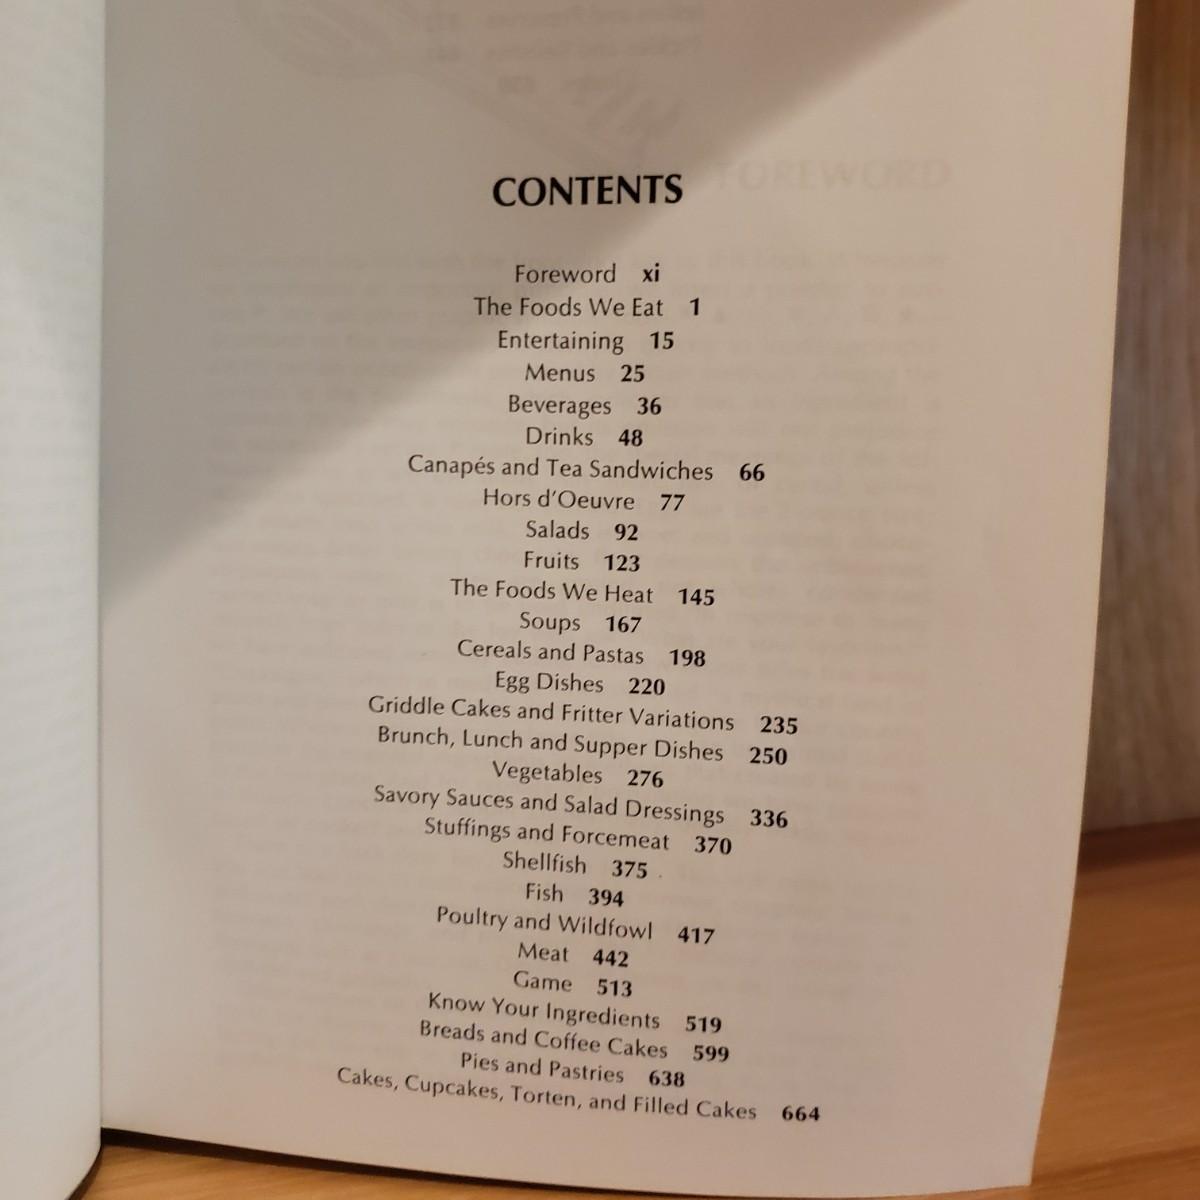 CONTENTS
Foreword xi
The Foods We Eat 1
Entertaining 15
Menus 25
Beverages 36
Drinks 48
Canapés and Tea Sandwiches 66
Hors d'Oeuvre 77
Salads 92
Fruits 123
The Foods We Heat 145
Soups 167
Cereals and Pastas 198
Egg Dishes 220
Griddle Cakes and Fritter Variations 235
Brunch, Lunch and Supper Dishes 250
Vegetables 276
Savory Sauces and Salad Dressings 336
Stuffings and Forcemeat 370
Shellfish 375
Fish 394
Poultry and Wildfowl 417
Meat 442
Game 513
Know Your Ingredients 519
Breads and Coffee Cakes 599
Pies and Pastries 638
Cakes, Cupcakes, Torten, and Filled Cakes 664